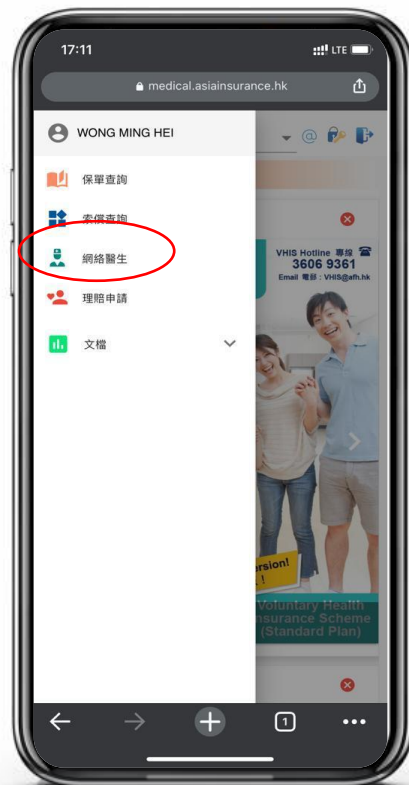 17:11
LTE
medical.asiainsurance.hk
WONG MING HEI
保單查詢
索償查詢
網絡醫生
理賠申請
文檔
VHIS Hotline 專線
3606 9361
Email 電郵 : VHIS@afh.hk
ersion!
!
Voluntary Health
nsurance Scheme
(Standard Plan)
1